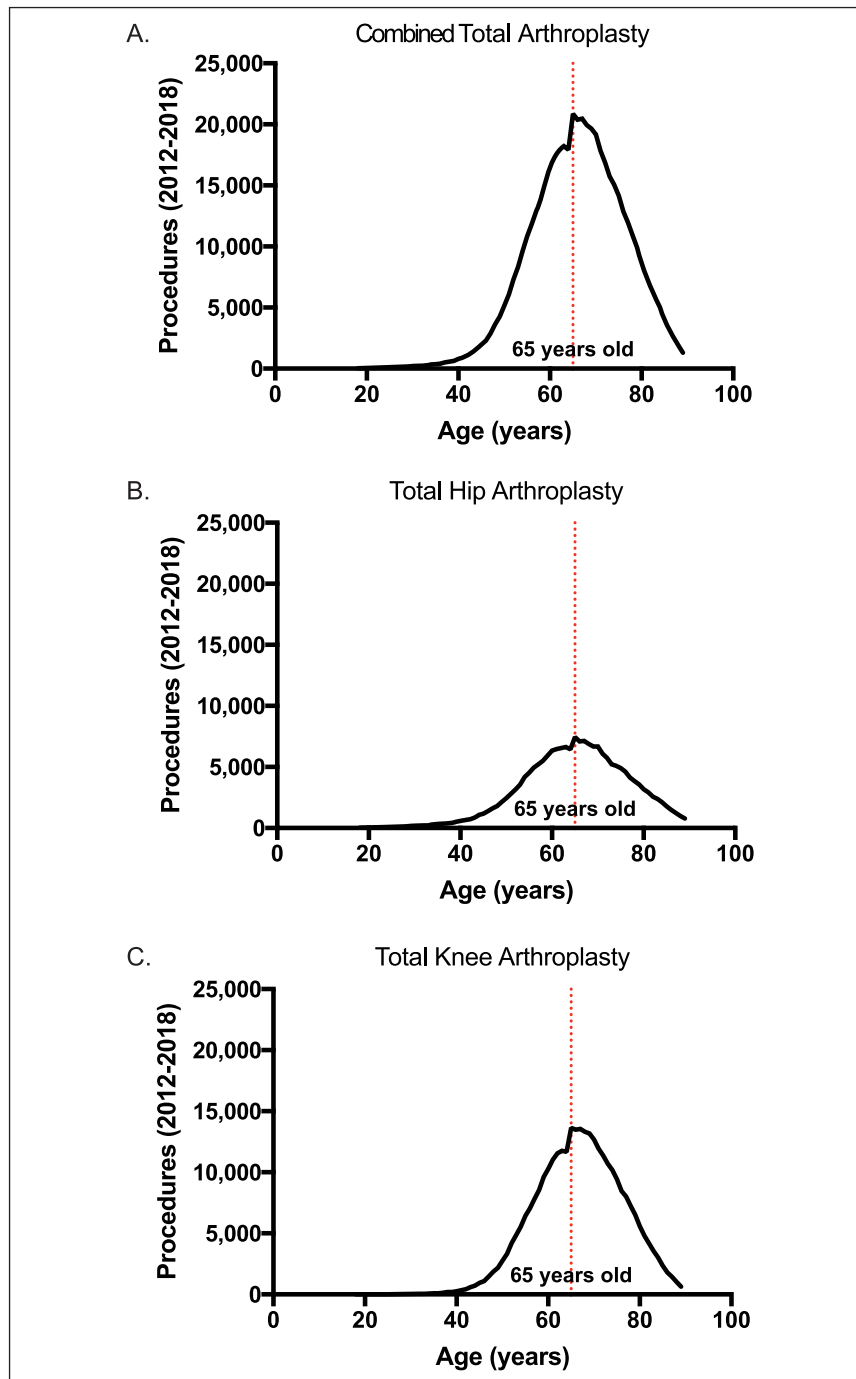 A.
Combined Total Arthroplasty
Procedures (2012-2018)
25,000
20,000
15,000
10,000
5,000
0
65 years old
0 20 40 60 80 100
Age (years)
B.
Total Hip Arthroplasty
Procedures (2012-2018)
25,000
20,000
15,000
10,000
5,000
0
65 years old
0 20 40 60 80 100
Age (years)
C.
Total Knee Arthroplasty
Procedures (2012-2018)
25,000
20,000
15,000
10,000
5,000
0
65 years old
0 20 40 60 80 100
Age (years)